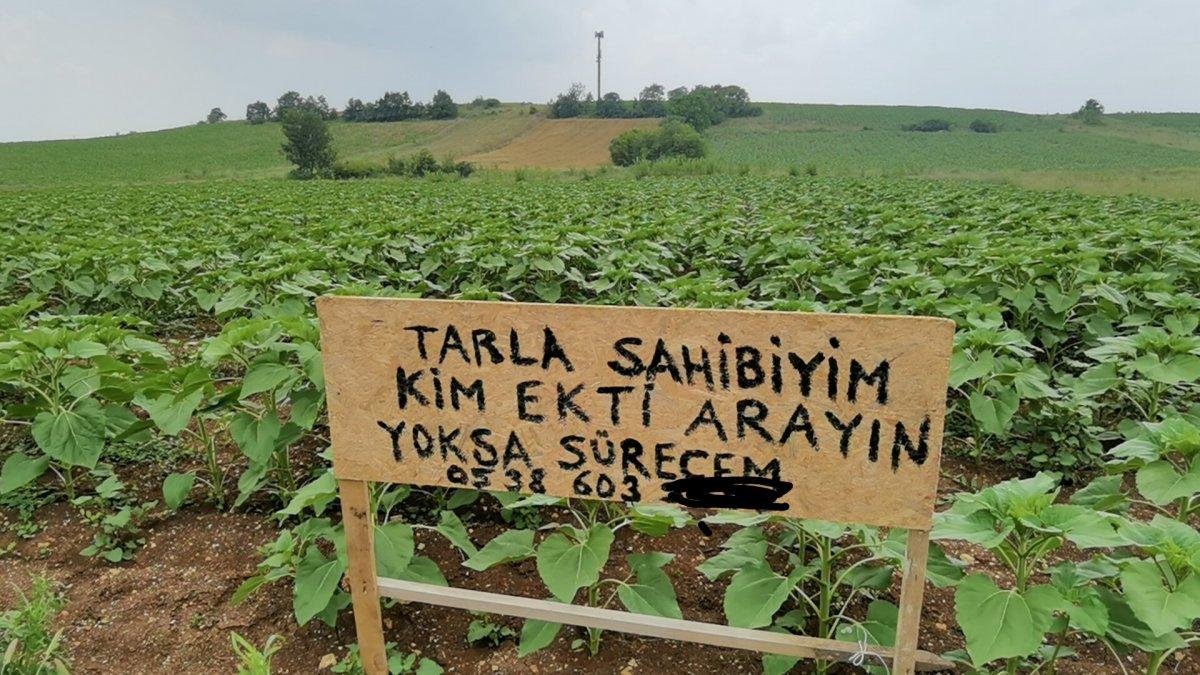 TARLA SAHİBİYİM
KİM EKTİ ARAYIN
YOKSA SÜRECEM
0538 603